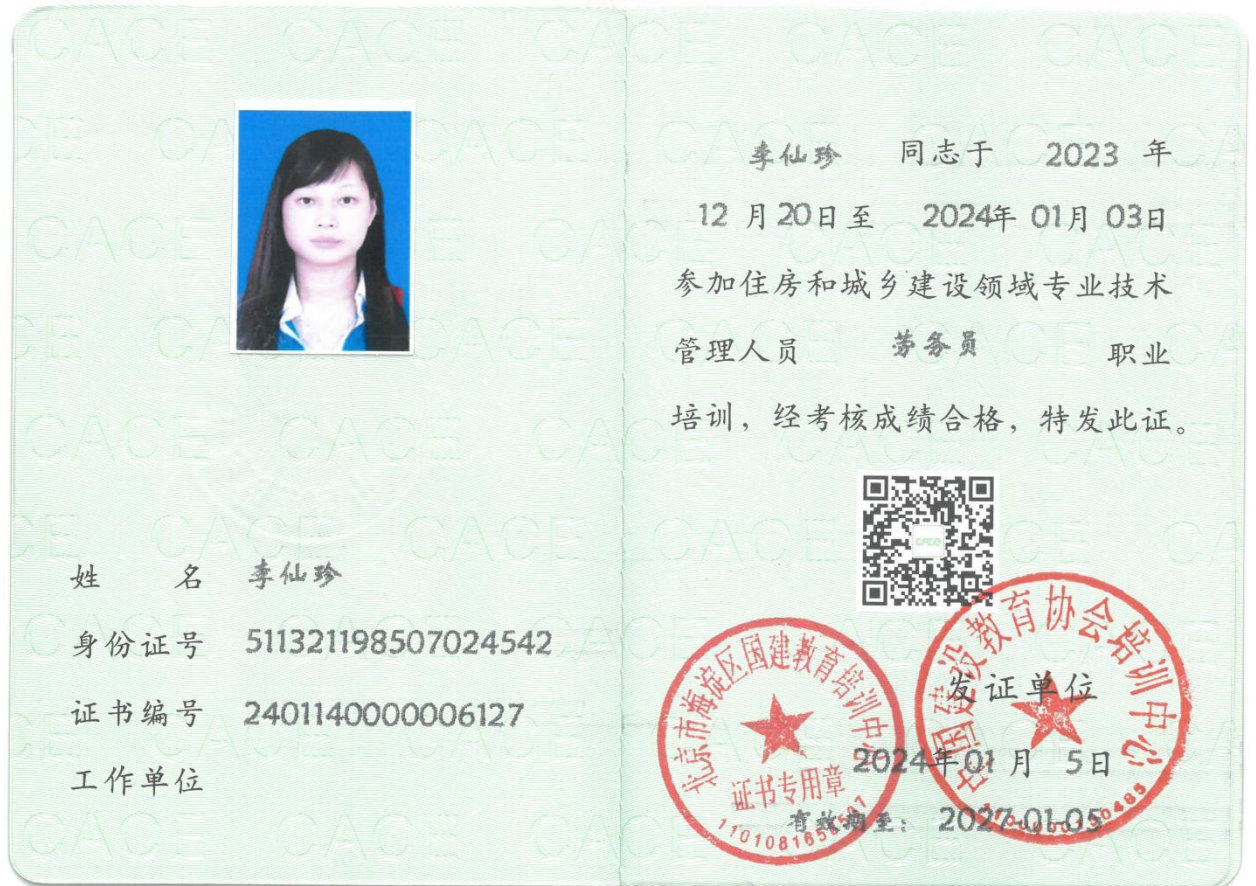 姓 名 李仙珍
身份证号 511321198507024542
证书编号 2401140000006127
工作单位
李仙珍 同志于 2023 年
12 月 20日至 2024年 01月 03日
参加住房和城乡建设领域专业技术
管理人员 劳务员 职业
培训，经考核成绩合格，特发此证。
CACE
北京市海淀区国建教育培训中心
证书专用章
中国建设教育协会培训中心
发证单位
2024年 01 月 5日
有效期至： 2027-01-05